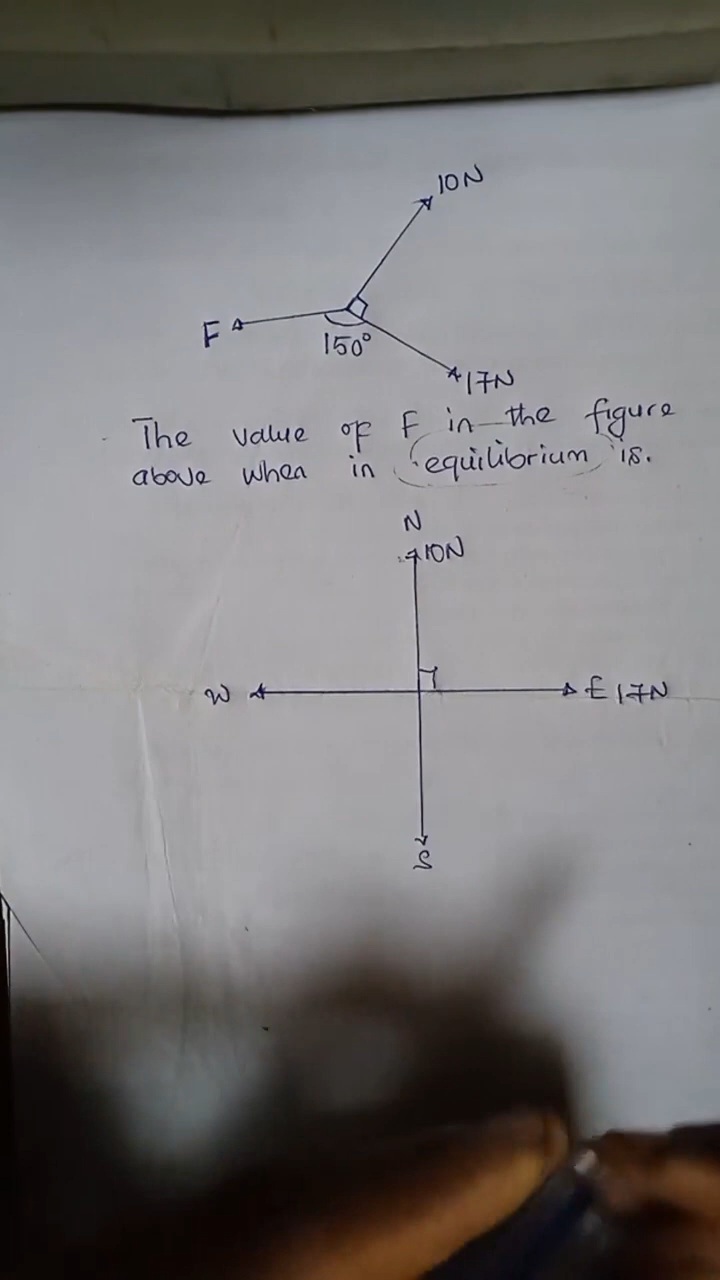 10N
F
150°
17N
The value of F in the figure
above when in equilibrium is.
N
10N
W
E 17N
S